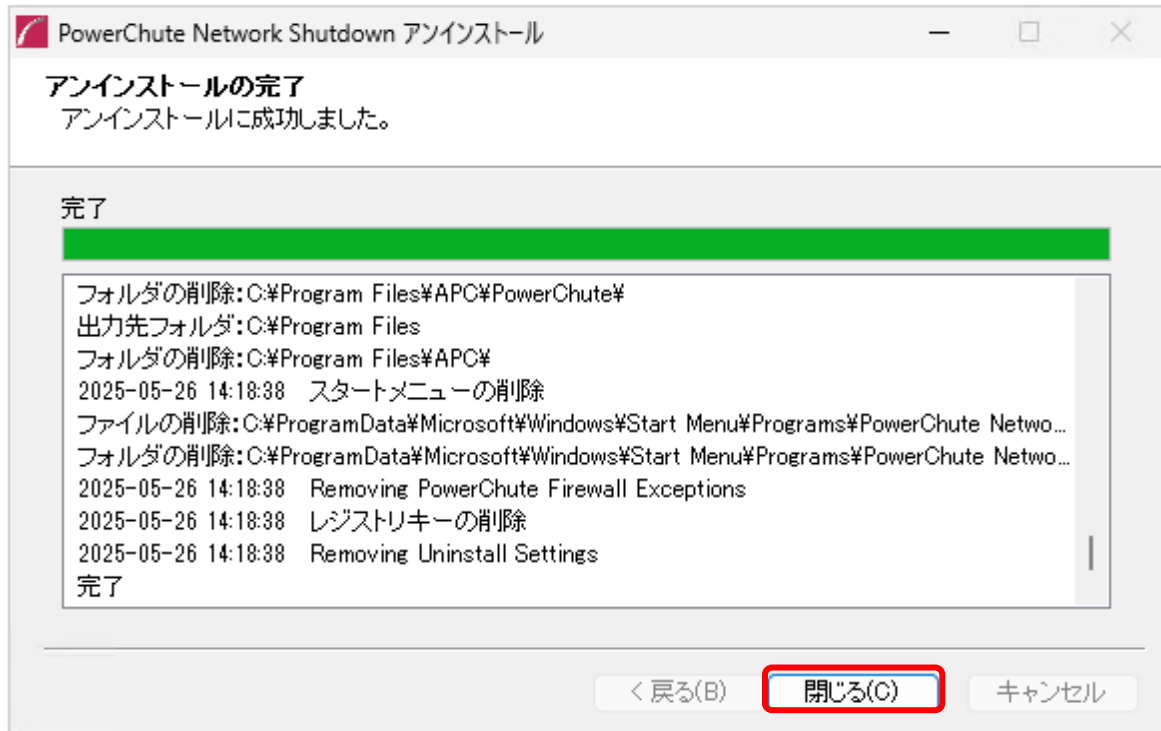 PowerChute Network Shutdown アンインストール
アンインストールの完了
アンインストールに成功しました。
完了
フォルダの削除:C:¥Program Files¥APC¥PowerChute¥
出力先フォルダ:C:¥Program Files
フォルダの削除:C:¥Program Files¥APC¥
2025-05-26 14:18:38 スタートメニューの削除
ファイルの削除:C:¥ProgramData¥Microsoft¥Windows¥Start Menu¥Programs¥PowerChute Netwo...
フォルダの削除:C:¥ProgramData¥Microsoft¥Windows¥Start Menu¥Programs¥PowerChute Netwo...
2025-05-26 14:18:38 Removing PowerChute Firewall Exceptions
2025-05-26 14:18:38 レジストリキーの削除
2025-05-26 14:18:38 Removing Uninstall Settings
完了
< 戻る(B) 閉じる(C) キャンセル